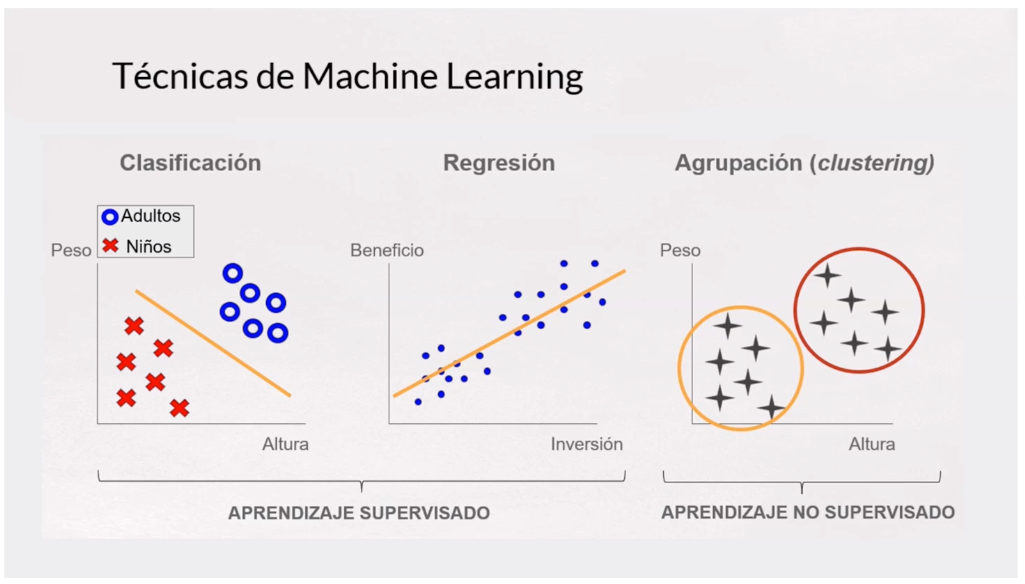 Técnicas de Machine Learning
Clasificación
Adultos
Niños
Peso
Altura
Regresión
Beneficio
Inversión
Agrupación (clustering)
Peso
Altura
APRENDIZAJE SUPERVISADO
APRENDIZAJE NO SUPERVISADO